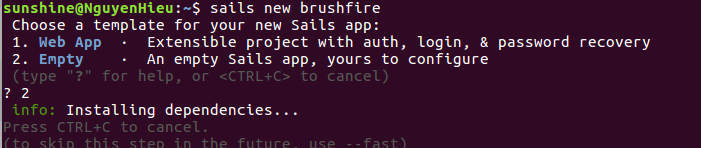 sunshine@NguyenHieu:~$ sails new brushfire
Choose a template for your new Sails app:
1. Web App · Extensible project with auth, login, & password recovery
2. Empty · An empty Sails app, yours to configure
(type "?" for help, or <CTRL+C> to cancel)
? 2
info: Installing dependencies...
Press CTRL+C to cancel.
(to skip this step in the future, use --fast)